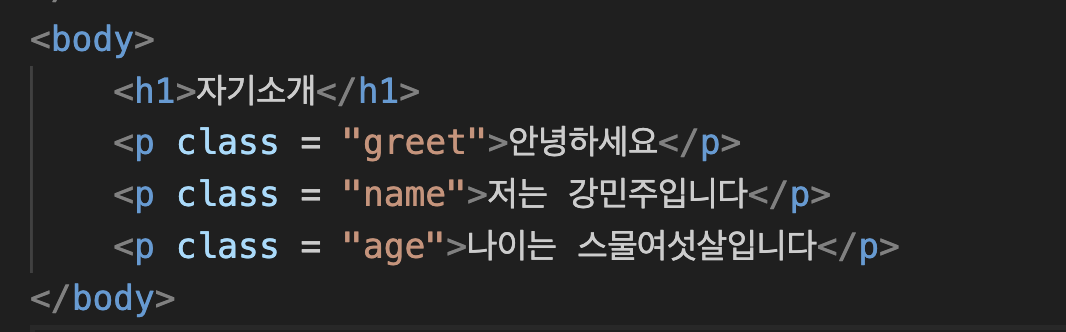 <body>
<h1>자기소개</h1>
<p class = "greet">안녕하세요</p>
<p class = "name">저는 강민주입니다</p>
<p class = "age">나이는 스물여섯살입니다</p>
</body>